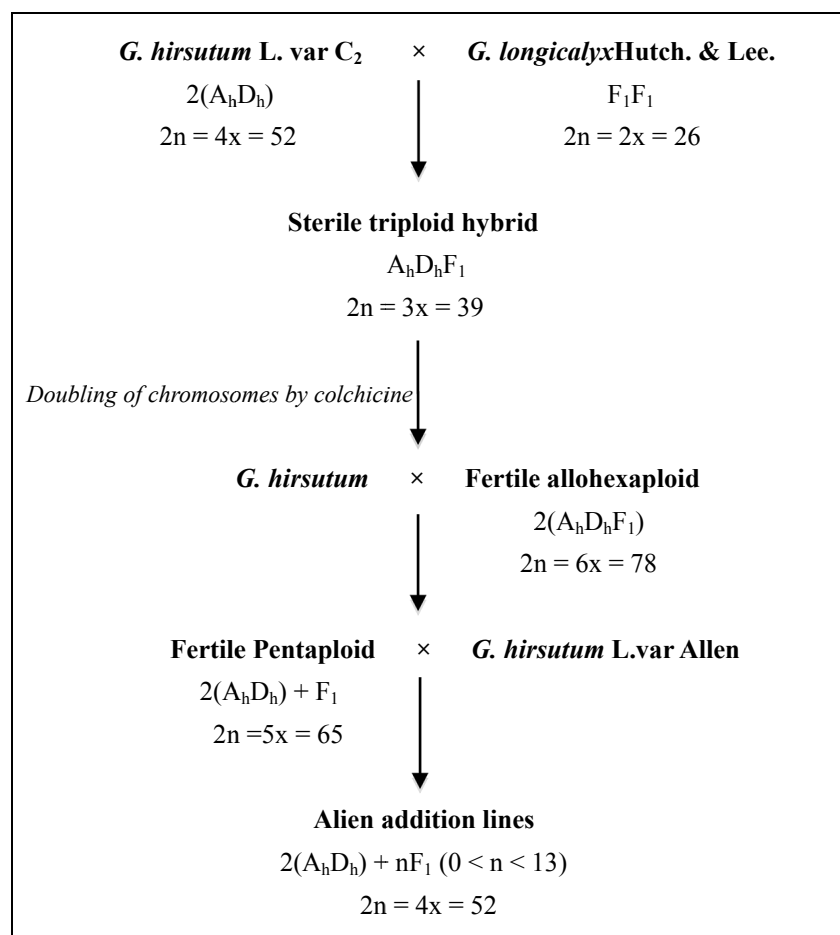 G. hirsutum L. var C₂ × G. longicalyxHutch. & Lee.
2(AₕDₕ) F₁F₁
2n = 4x = 52 2n = 2x = 26
Sterile triploid hybrid
AₕDₕF₁
2n = 3x = 39
Doubling of chromosomes by colchicine
G. hirsutum × Fertile allohexaploid
2(AₕDₕF₁)
2n = 6x = 78
Fertile Pentaploid × G. hirsutum L.var Allen
2(AₕDₕ) + F₁
2n =5x = 65
Alien addition lines
2(AₕDₕ) + nF₁ (0 < n < 13)
2n = 4x = 52